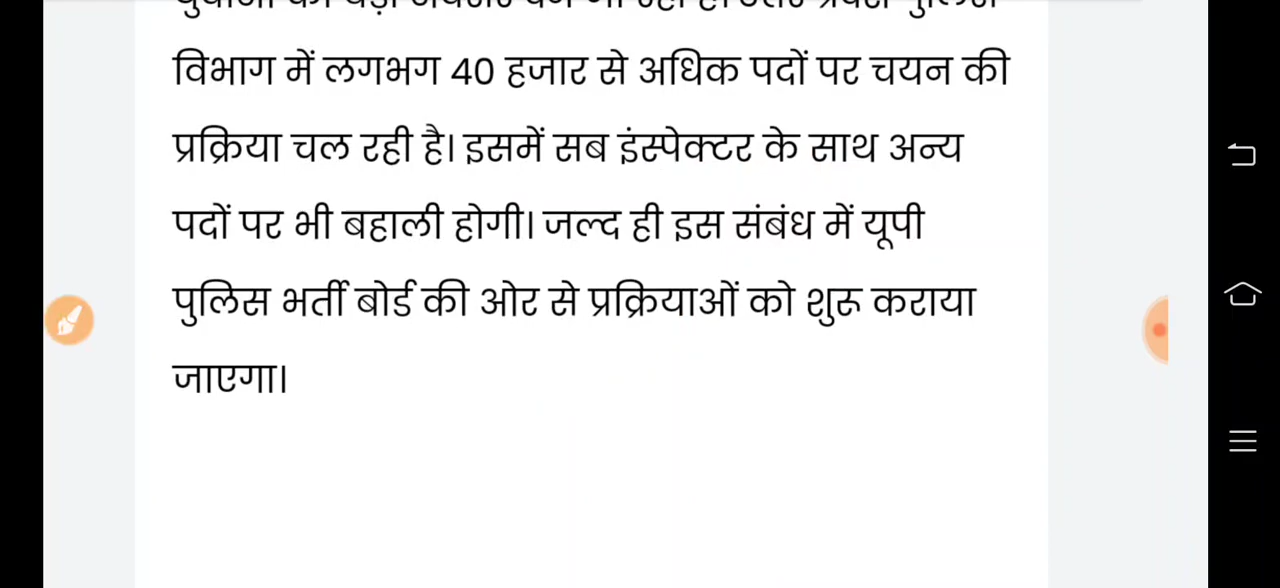 विभाग में लगभग 40 हजार से अधिक पदों पर चयन की
प्रक्रिया चल रही है। इसमें सब इंस्पेक्टर के साथ अन्य
पदों पर भी बहाली होगी। जल्द ही इस संबंध में यूपी
पुलिस भर्ती बोर्ड की ओर से प्रक्रियाओं को शुरू कराया
जाएगा।